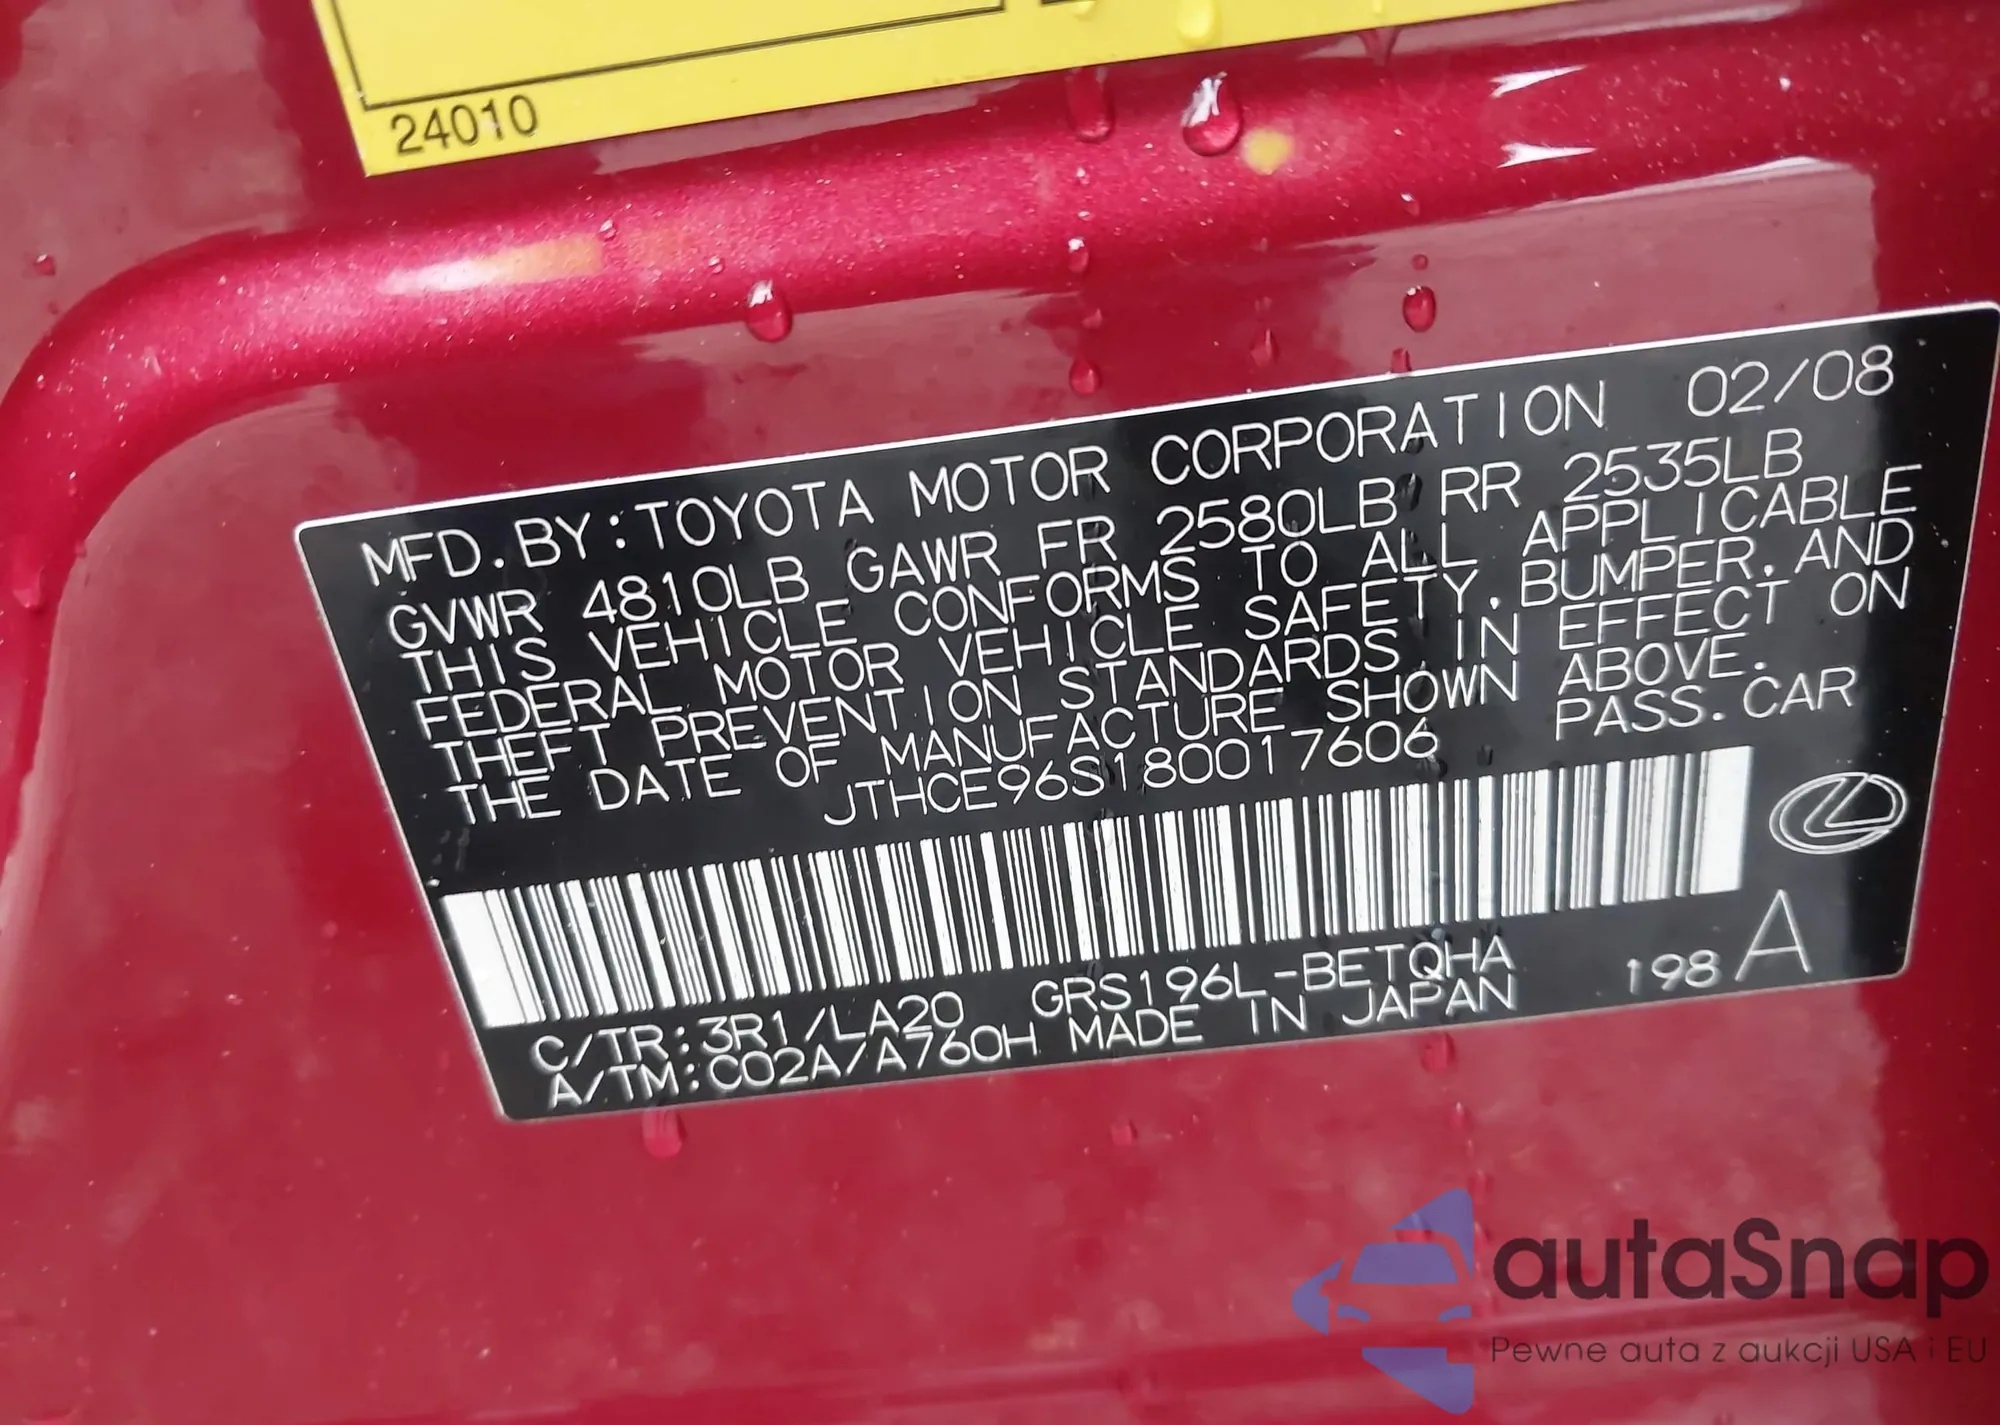 24010
MFD. BY: TOYOTA MOTOR CORPORATION 02/08
GVWR 4810LB GAWR FR 2580LB RR 2535LB
THIS VEHICLE CONFORMS TO ALL APPLICABLE
FEDERAL MOTOR VEHICLE SAFETY, BUMPER, AND
THEFT PREVENTION STANDARDS IN EFFECT ON
THE DATE OF MANUFACTURE SHOWN ABOVE.
JTHCE96S180017606 PASS. CAR
C/TR: 3R1/LA20 GRS196L-BETQHA 198 A
A/TM: C02A/A760H MADE IN JAPAN
autaSnap
Pewne auta z aukcji USA i EU